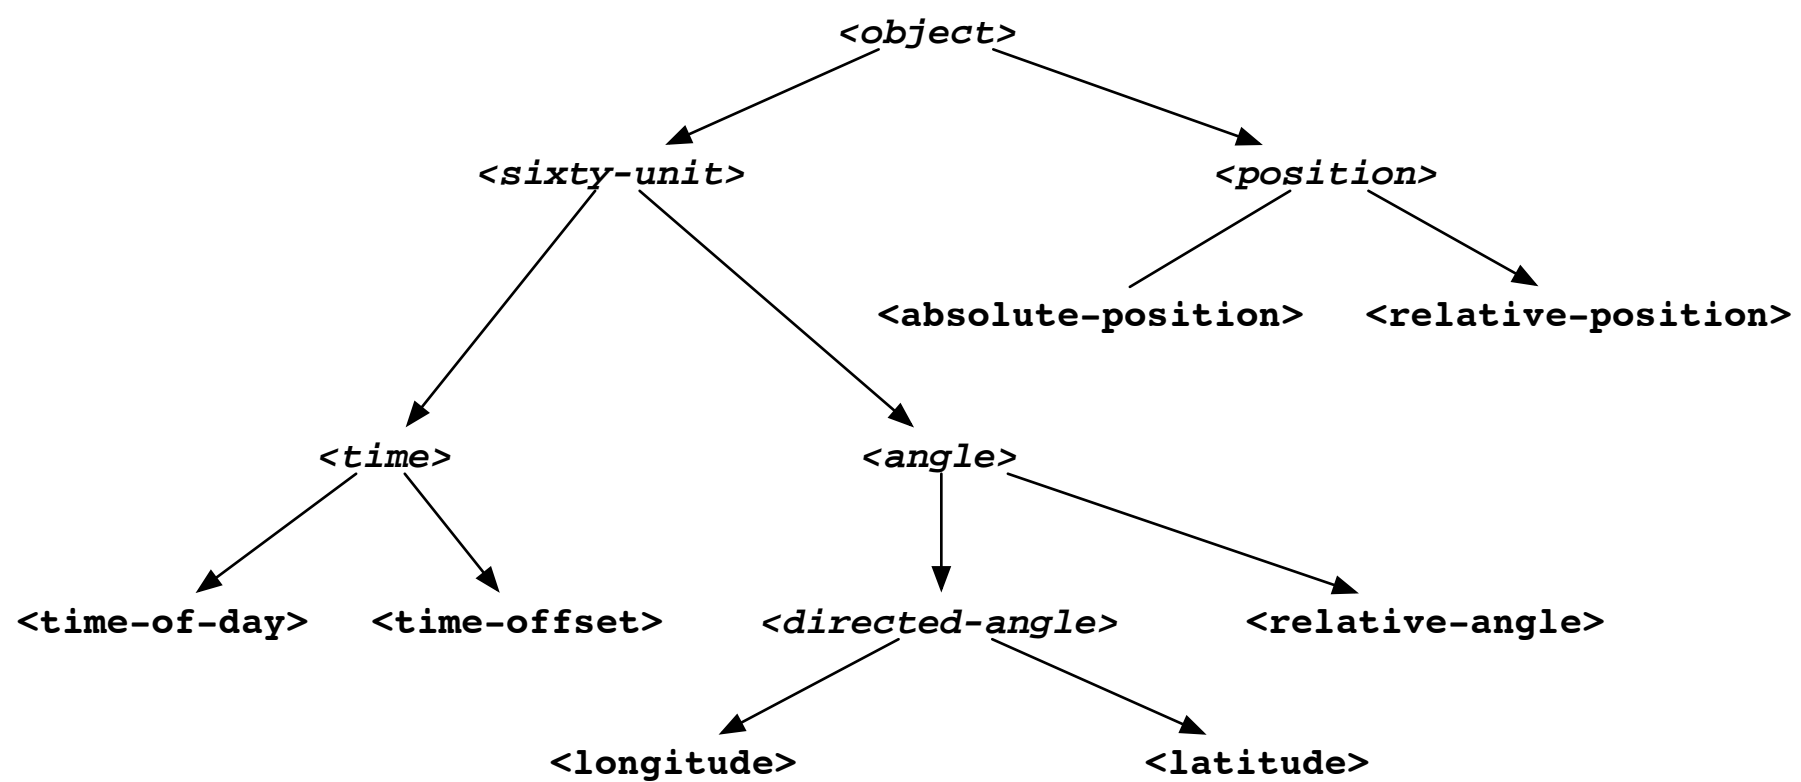 <object>
<sixty-unit> <position>
<absolute-position> <relative-position>
<time> <angle>
<time-of-day> <time-offset> <directed-angle> <relative-angle>
<longitude> <latitude>